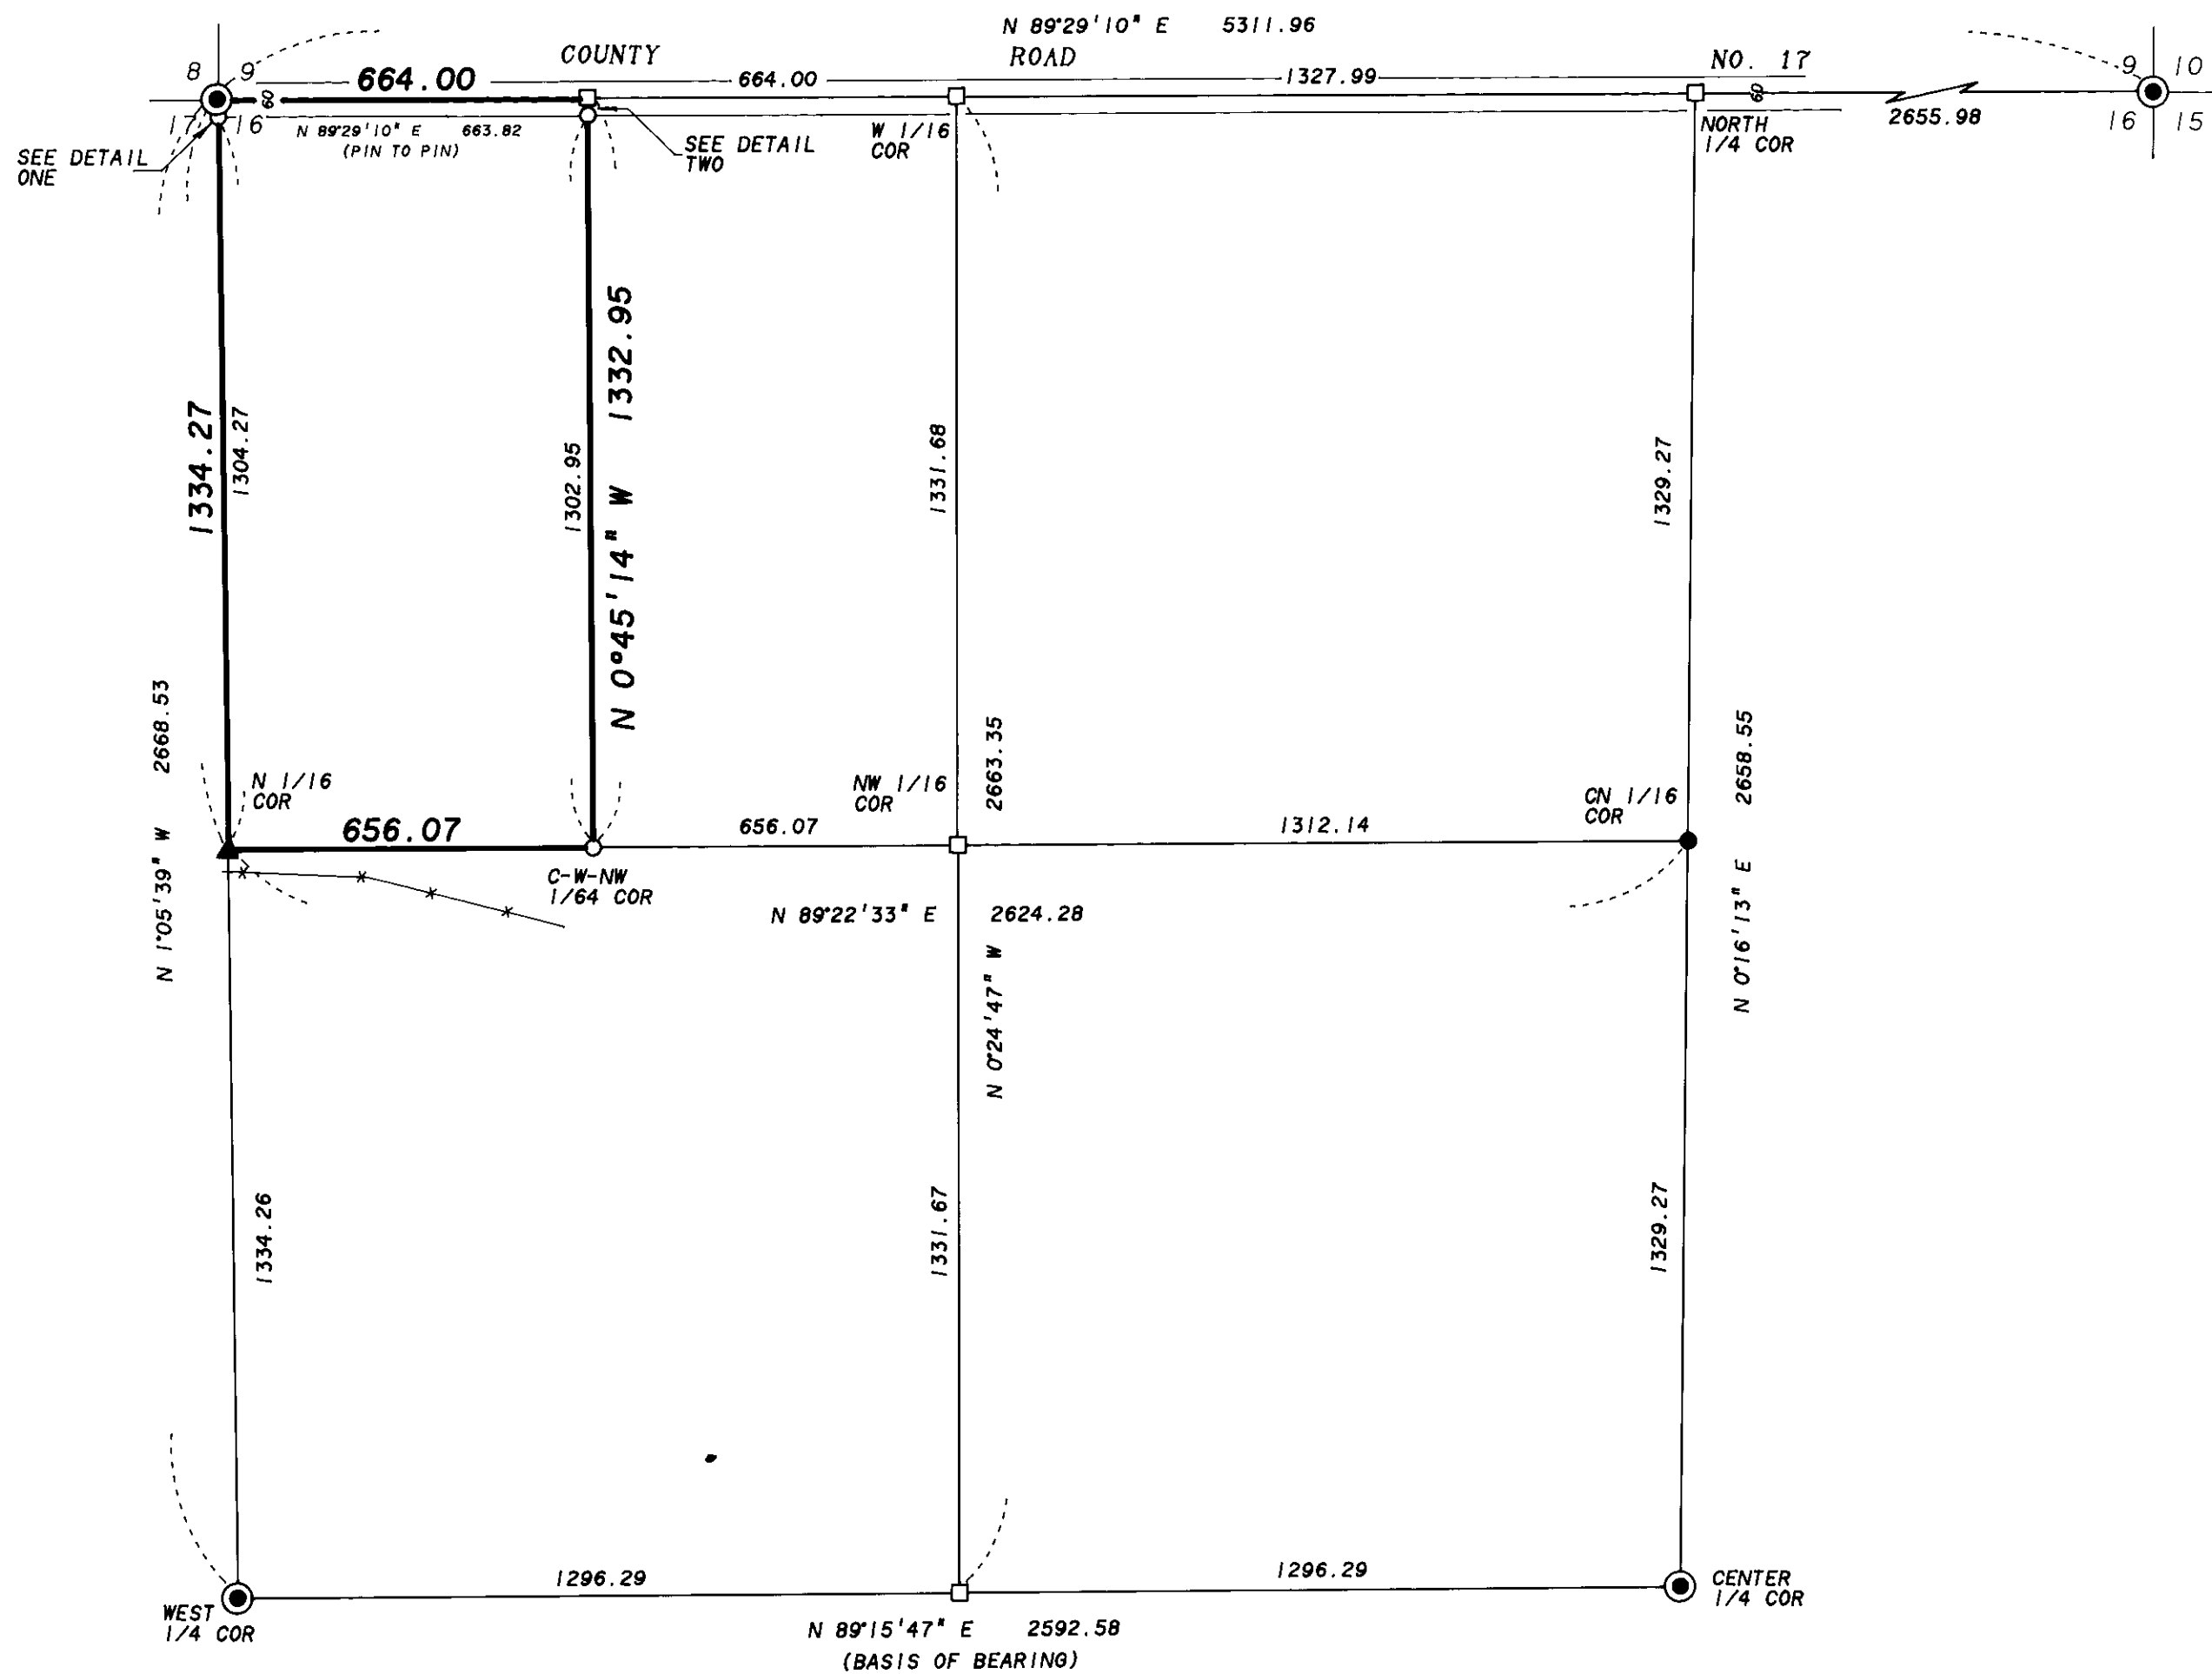 N 89°29'10" E 5311.96
COUNTY ROAD NO. 17
8 9
664.00
664.00
1327.99
9 10
60
60
17 16
N 89°29'10" E 663.82
(PIN TO PIN)
SEE DETAIL
ONE
SEE DETAIL
TWO
W 1/16
COR
NORTH
1/4 COR
2655.98
16 15
1334.27
1304.27
1302.95
N 0°45'14" W 1332.95
1331.68
1329.27
N 1°05'39" W 2668.53
N 1/16
COR
656.07
C-W-NW
1/64 COR
656.07
NW 1/16
COR
2663.35
N 0°24'47" W
1312.14
CN 1/16
COR
N 0°16'13" E 2658.55
N 89°22'33" E 2624.28
1334.26
1331.67
1329.27
1296.29
1296.29
WEST
1/4 COR
CENTER
1/4 COR
N 89°15'47" E 2592.58
(BASIS OF BEARING)